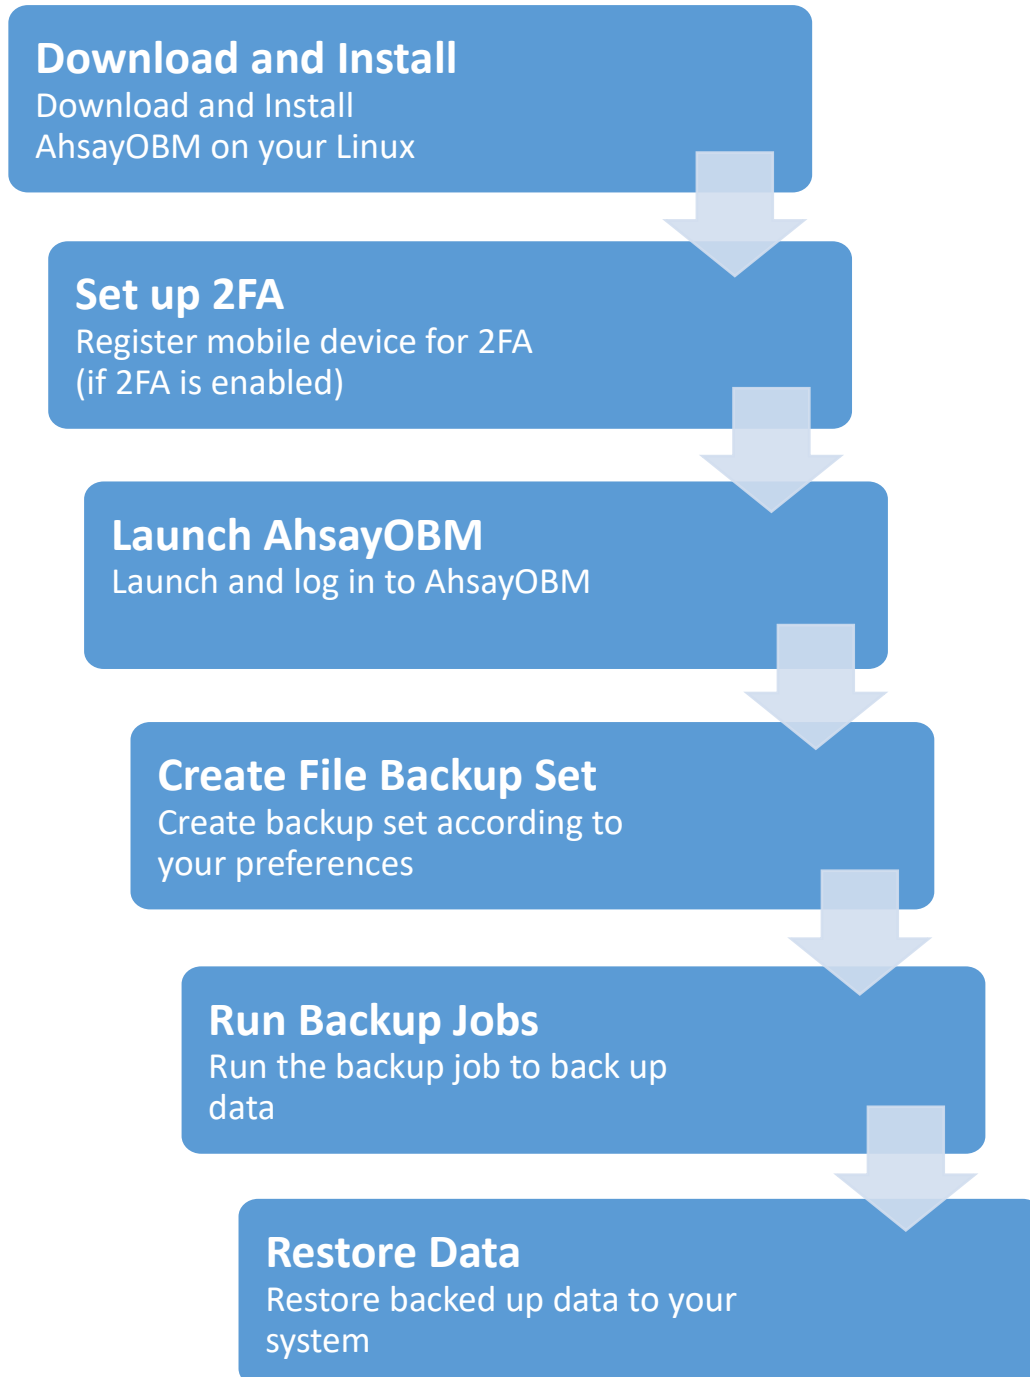 Download and Install
Download and Install
AhsayOBM on your Linux
Set up 2FA
Register mobile device for 2FA
(if 2FA is enabled)
Launch AhsayOBM
Launch and log in to AhsayOBM
Create File Backup Set
Create backup set according to
your preferences
Run Backup Jobs
Run the backup job to back up
data
Restore Data
Restore backed up data to your
system